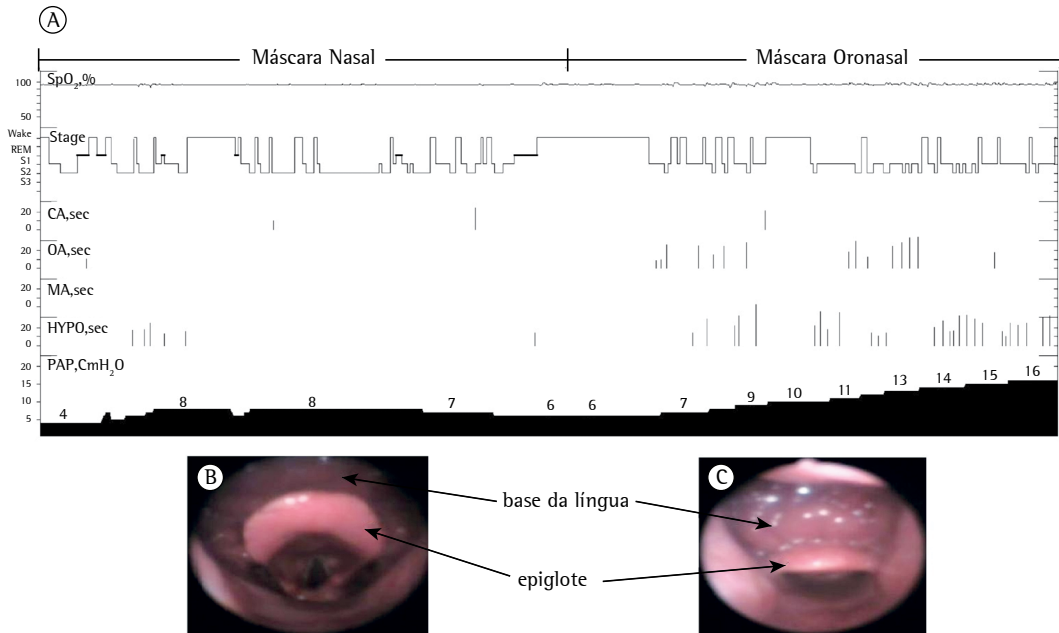 A
Máscara Nasal Máscara Oronasal
SpO2,%
100
50
Stage
Wake
REM
S1
S2
S3
CA,sec
20
0
OA,sec
20
0
MA,sec
20
0
HYPO,sec
20
0
PAP,CmH2O
20
15
10
5
4 8 8 7 6 6 7 9 10 11 13 14 15 16
B
C
base da língua
epiglote